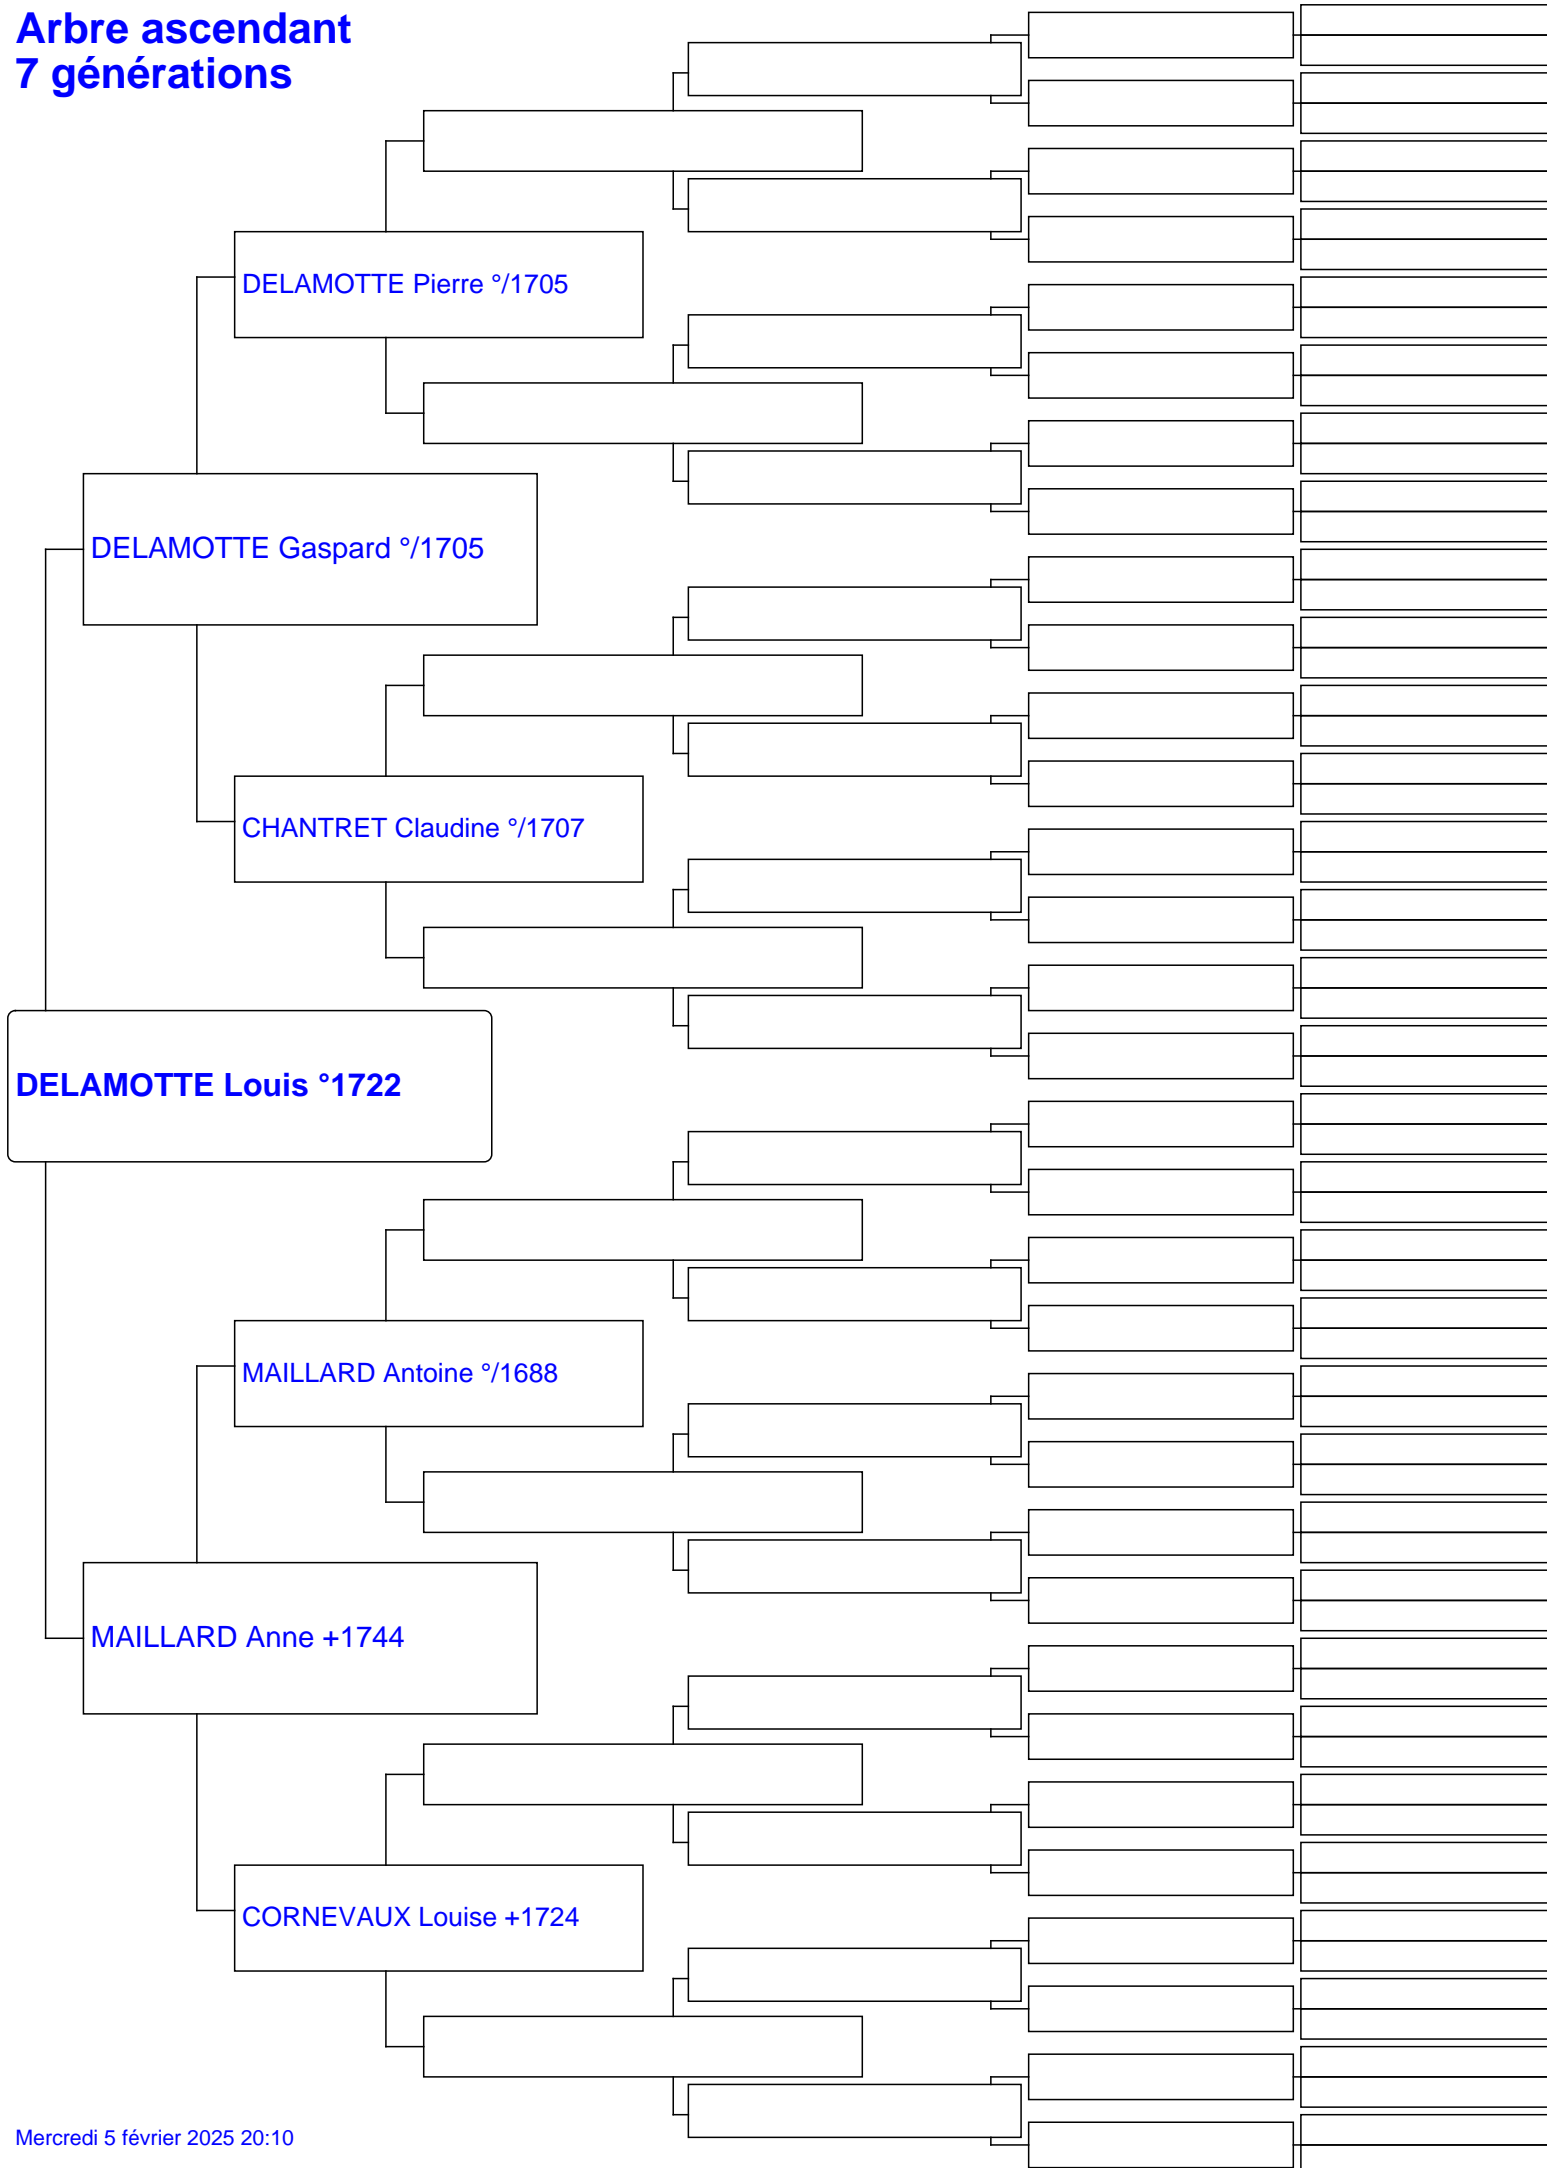 Arbre ascendant
7 générations
DELAMOTTE Pierre °/1705
DELAMOTTE Gaspard °/1705
CHANTRET Claudine °/1707
DELAMOTTE Louis °1722
MAILLARD Antoine °/1688
MAILLARD Anne +1744
CORNEVAUX Louise +1724
Mercredi 5 février 2025 20:10